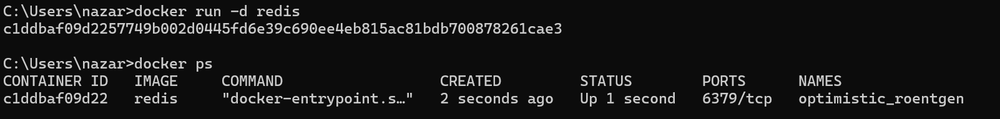 C:\Users\nazar>docker run -d redis
c1ddbaf09d2257749b002d0445fd6e39c690ee4eb815ac81bdb700878261cae3
C:\Users\nazar>docker ps
CONTAINER ID   IMAGE     COMMAND                  CREATED         STATUS        PORTS      NAMES
c1ddbaf09d22   redis     "docker-entrypoint.s…"   2 seconds ago   Up 1 second   6379/tcp   optimistic_roentgen